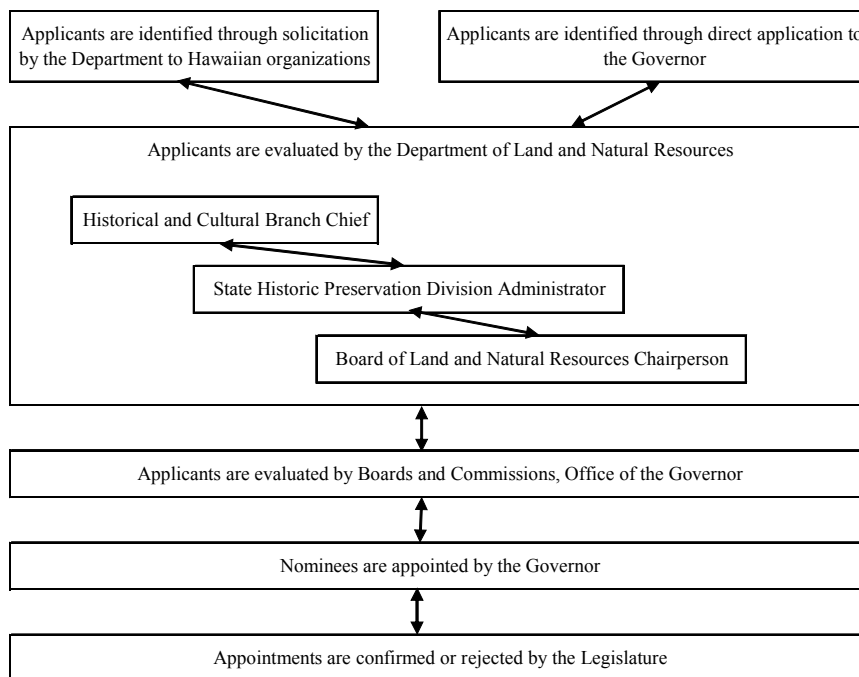 Applicants are identified through solicitation
by the Department to Hawaiian organizations
Applicants are identified through direct application to
the Governor
Applicants are evaluated by the Department of Land and Natural Resources
Historical and Cultural Branch Chief
State Historic Preservation Division Administrator
Board of Land and Natural Resources Chairperson
Applicants are evaluated by Boards and Commissions, Office of the Governor
Nominees are appointed by the Governor
Appointments are confirmed or rejected by the Legislature